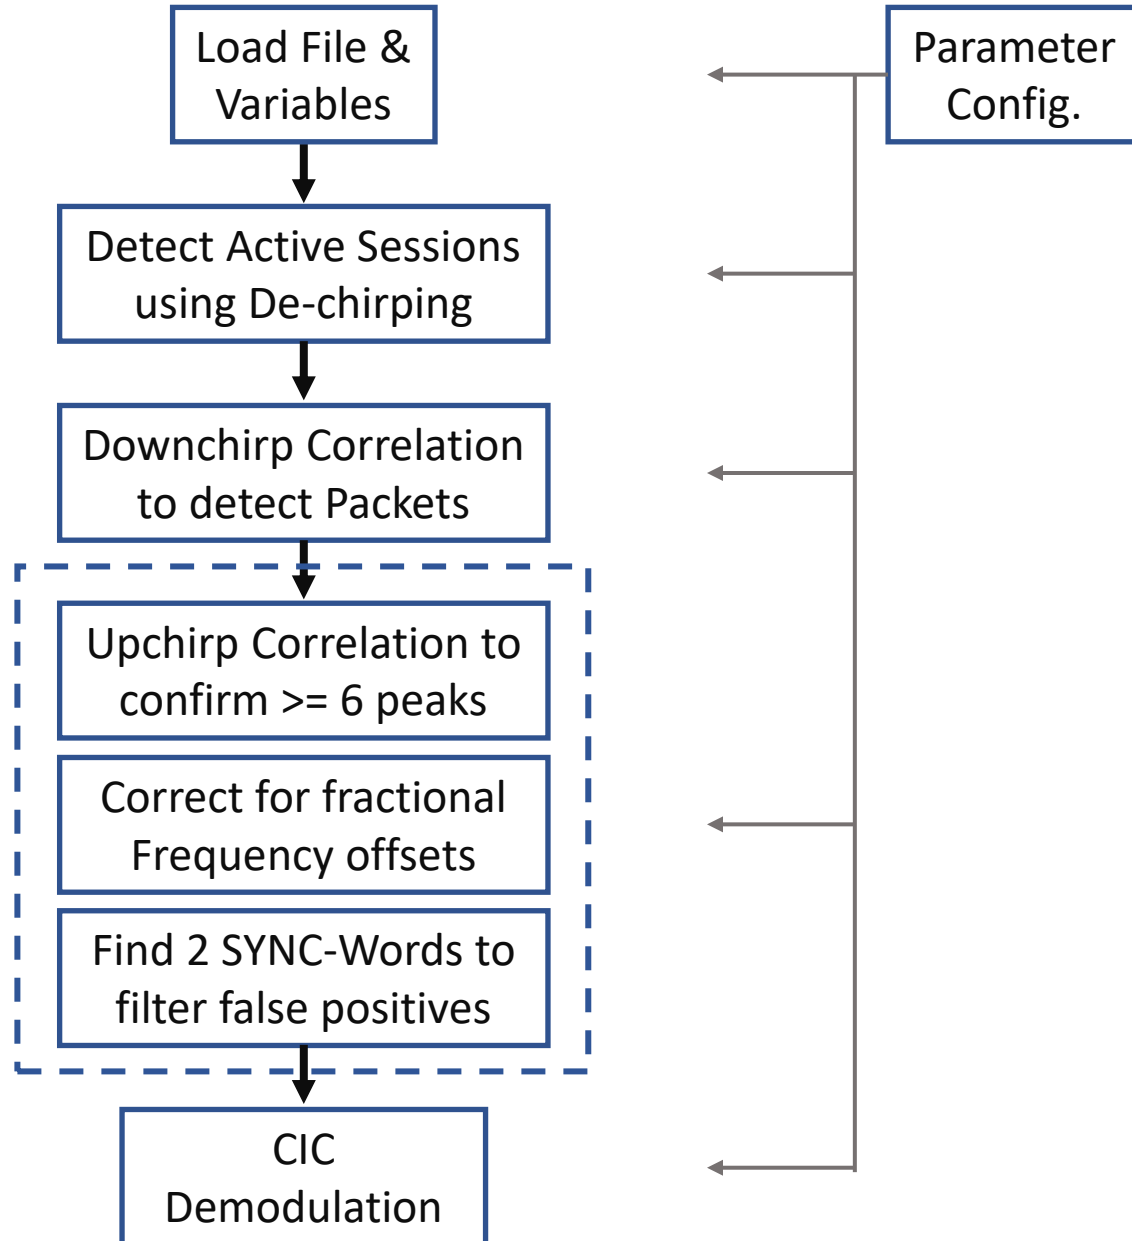 Load File &
Variables
Parameter
Config.
Detect Active Sessions
using De-chirping
Downchirp Correlation
to detect Packets
Upchirp Correlation to
confirm >= 6 peaks
Correct for fractional
Frequency offsets
Find 2 SYNC-Words to
filter false positives
CIC
Demodulation